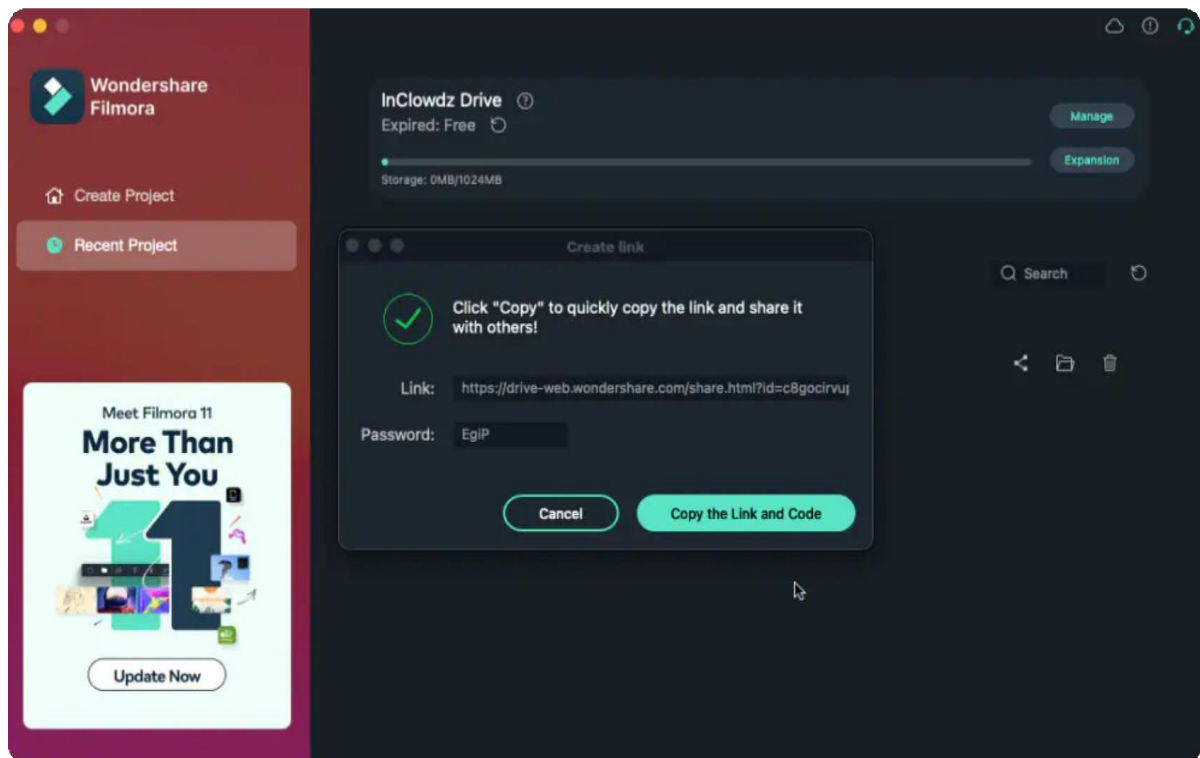 Wondershare
Filmora
Create Project
Recent Project
Meet Filmora 11
More Than
Just You
11
Update Now
InClowdz Drive
Expired: Free
Manage
Expansion
Storage: 0MB/1024MB
Search
Create link
Click "Copy" to quickly copy the link and share it
with others!
Link: https://drive-web.wondershare.com/share.html?id=c8gocirvup
Password: EgiP
Cancel
Copy the Link and Code